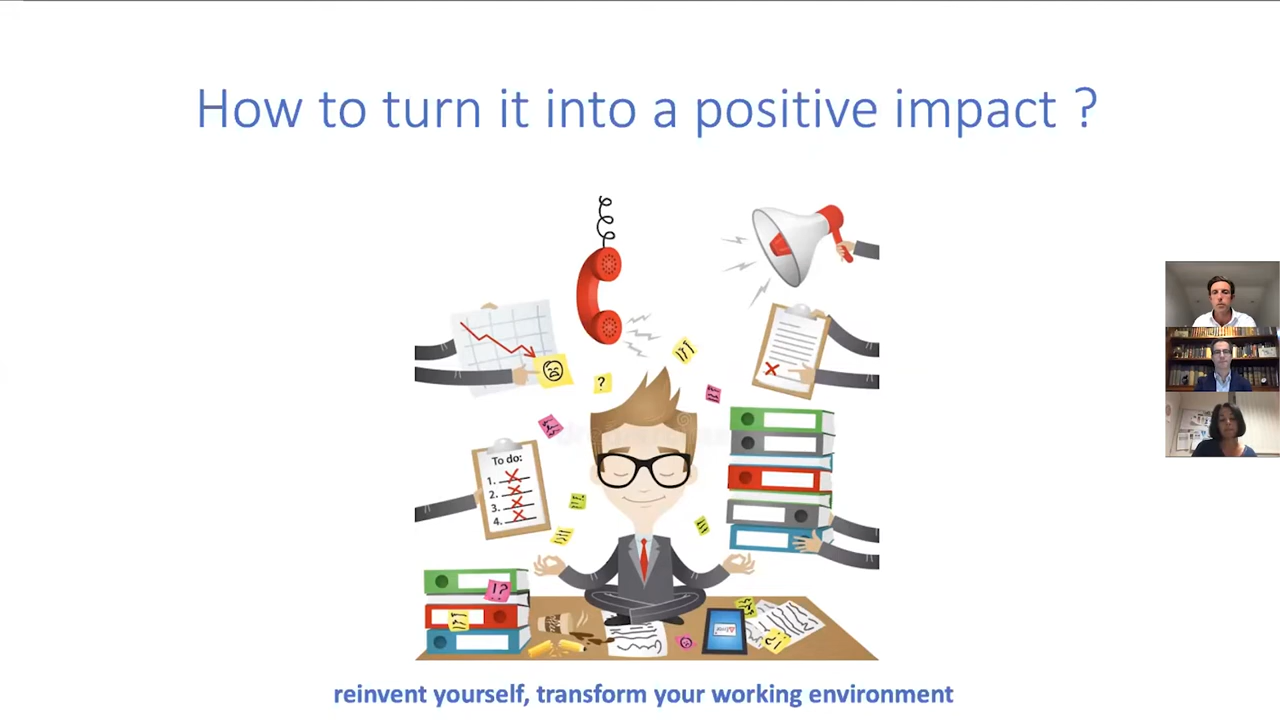 How to turn it into a positive impact ?
?
To do:
1.
2.
3.
4.
!?
reinvent yourself, transform your working environment